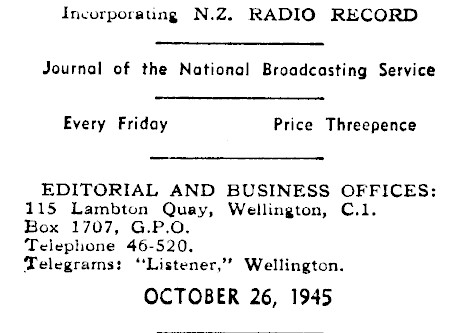 Incorporating N.Z. RADIO RECORD
Journal of the National Broadcasting Service
Every Friday Price Threepence
EDITORIAL AND BUSINESS OFFICES:
115 Lambton Quay, Wellington, C.1.
Box 1707, G.P.O.
Telephone 46-520.
Telegrams: "Listener," Wellington.
OCTOBER 26, 1945